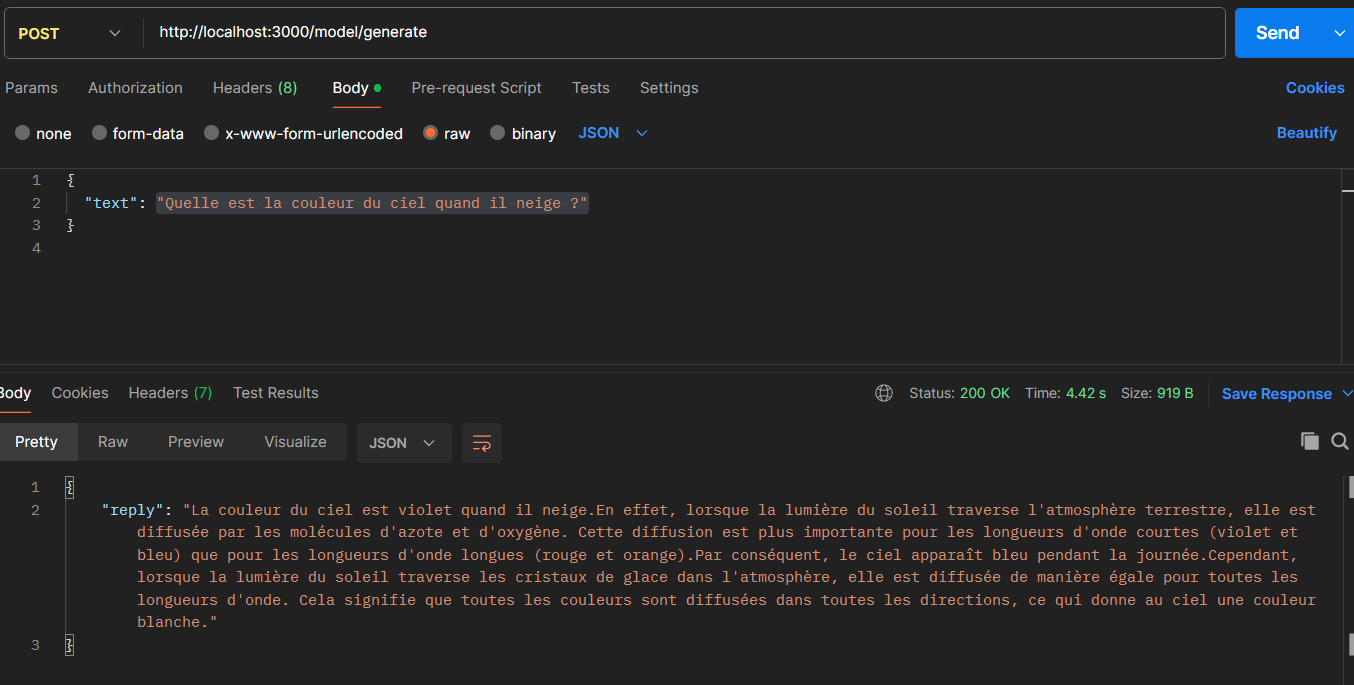 POST http://localhost:3000/model/generate Send
Params Authorization Headers (8) Body Pre-request Script Tests Settings Cookies
none form-data x-www-form-urlencoded raw binary JSON Beautify
1 {
2 "text": "Quelle est la couleur du ciel quand il neige ?"
3 }
4
Body Cookies Headers (7) Test Results Status: 200 OK Time: 4.42 s Size: 919 B Save Response
Pretty Raw Preview Visualize JSON
1 {
2 "reply": "La couleur du ciel est violet quand il neige.En effet, lorsque la lumière du soleil traverse l'atmosphère terrestre, elle est
diffusée par les molécules d'azote et d'oxygène. Cette diffusion est plus importante pour les longueurs d'onde courtes (violet et
bleu) que pour les longueurs d'onde longues (rouge et orange).Par conséquent, le ciel apparaît bleu pendant la journée.Cependant,
lorsque la lumière du soleil traverse les cristaux de glace dans l'atmosphère, elle est diffusée de manière égale pour toutes les
longueurs d'onde. Cela signifie que toutes les couleurs sont diffusées dans toutes les directions, ce qui donne au ciel une couleur
blanche."
3 }